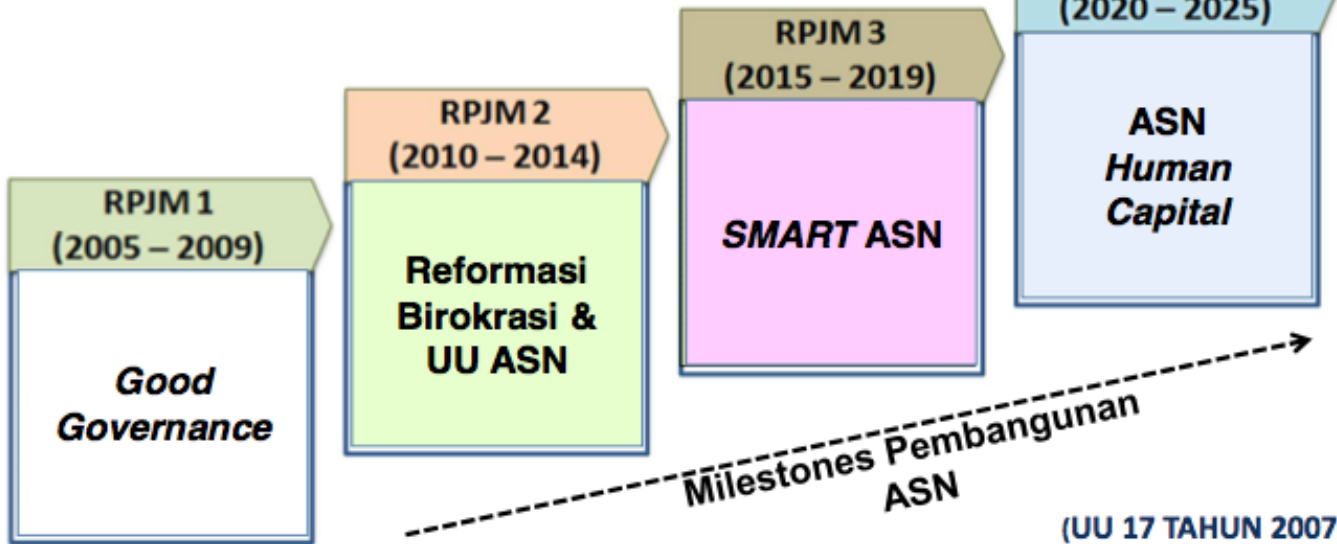 RPJM 1
(2005 – 2009)
Good
Governance
RPJM 2
(2010 – 2014)
Reformasi
Birokrasi &
UU ASN
RPJM 3
(2015 – 2019)
SMART ASN
(2020 – 2025)
ASN
Human
Capital
Milestones Pembangunan
ASN
(UU 17 TAHUN 2007